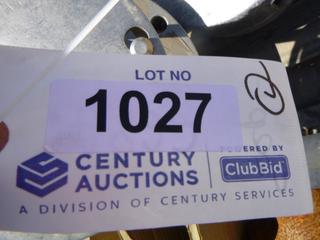 LOT NO
1027
CENTURY
AUCTIONS
POWERED BY
ClubBid
A DIVISION OF CENTURY SERVICES